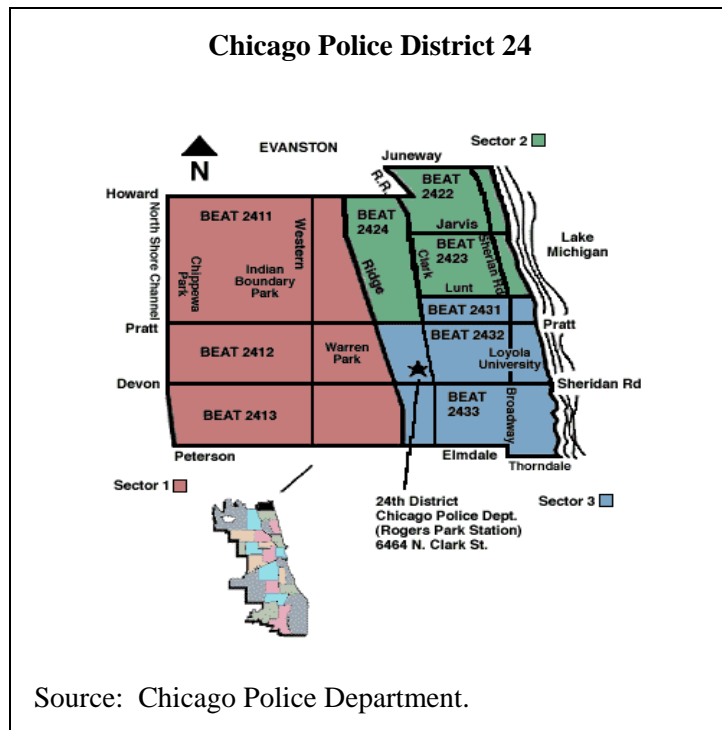 Chicago Police District 24
Sector 2
EVANSTON
Juneway
N
R.R.
BEAT
2422
Howard
BEAT 2411
BEAT
2424
Jarvis
North Shore Channel
Western
Lake
Michigan
BEAT
2423
Sherian Rd
Clark
Chippewa
Park
Indian
Boundary
Park
Ridge
Lunt
BEAT 2431
Pratt
Pratt
BEAT 2432
BEAT 2412
Warren
Park
Loyola
University
Devon
Sheridan Rd
BEAT
2433
Broadway
BEAT 2413
Peterson
Elmdale
Thorndale
Sector 1
24th District
Chicago Police Dept.
(Rogers Park Station)
6464 N. Clark St.
Sector 3
Source: Chicago Police Department.